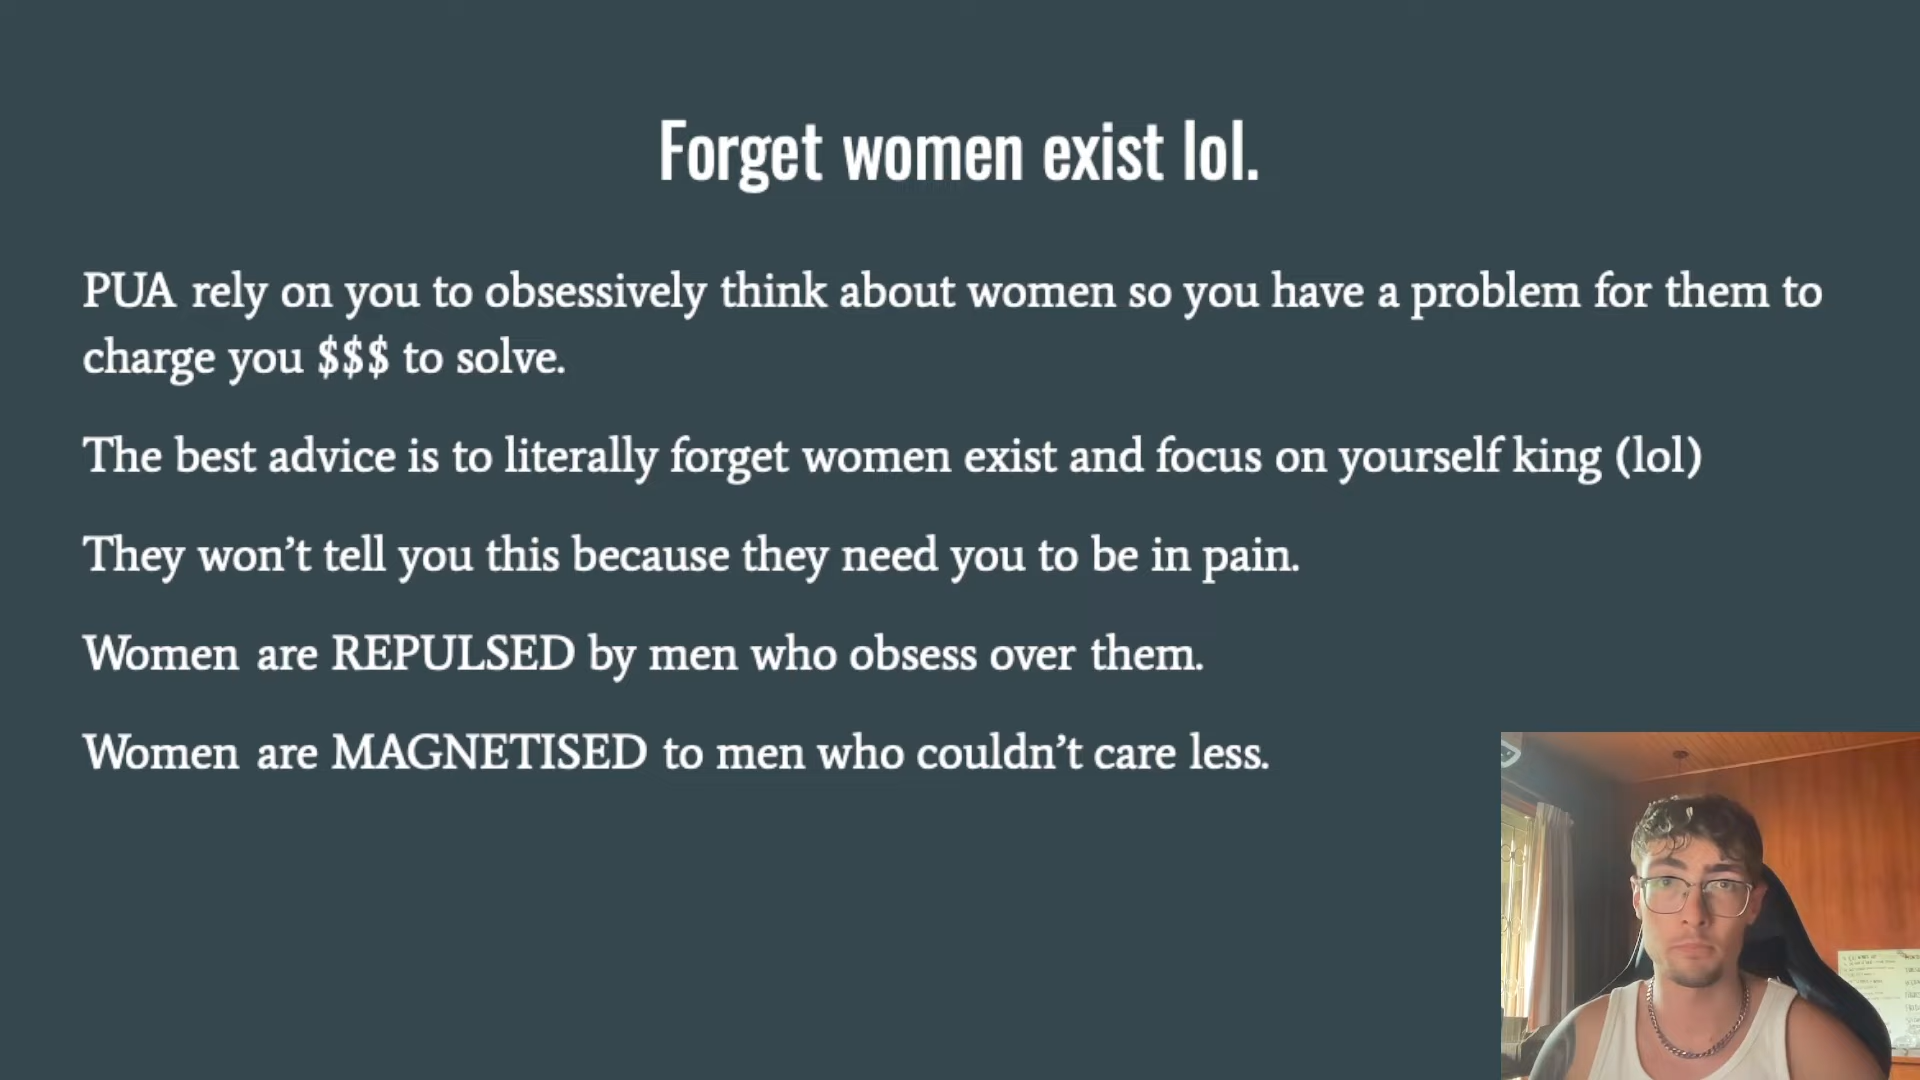 Forget women exist lol.
PUA rely on you to obsessively think about women so you have a problem for them to
charge you $$$ to solve.
The best advice is to literally forget women exist and focus on yourself king (lol)
They won’t tell you this because they need you to be in pain.
Women are REPULSED by men who obsess over them.
Women are MAGNETISED to men who couldn’t care less.